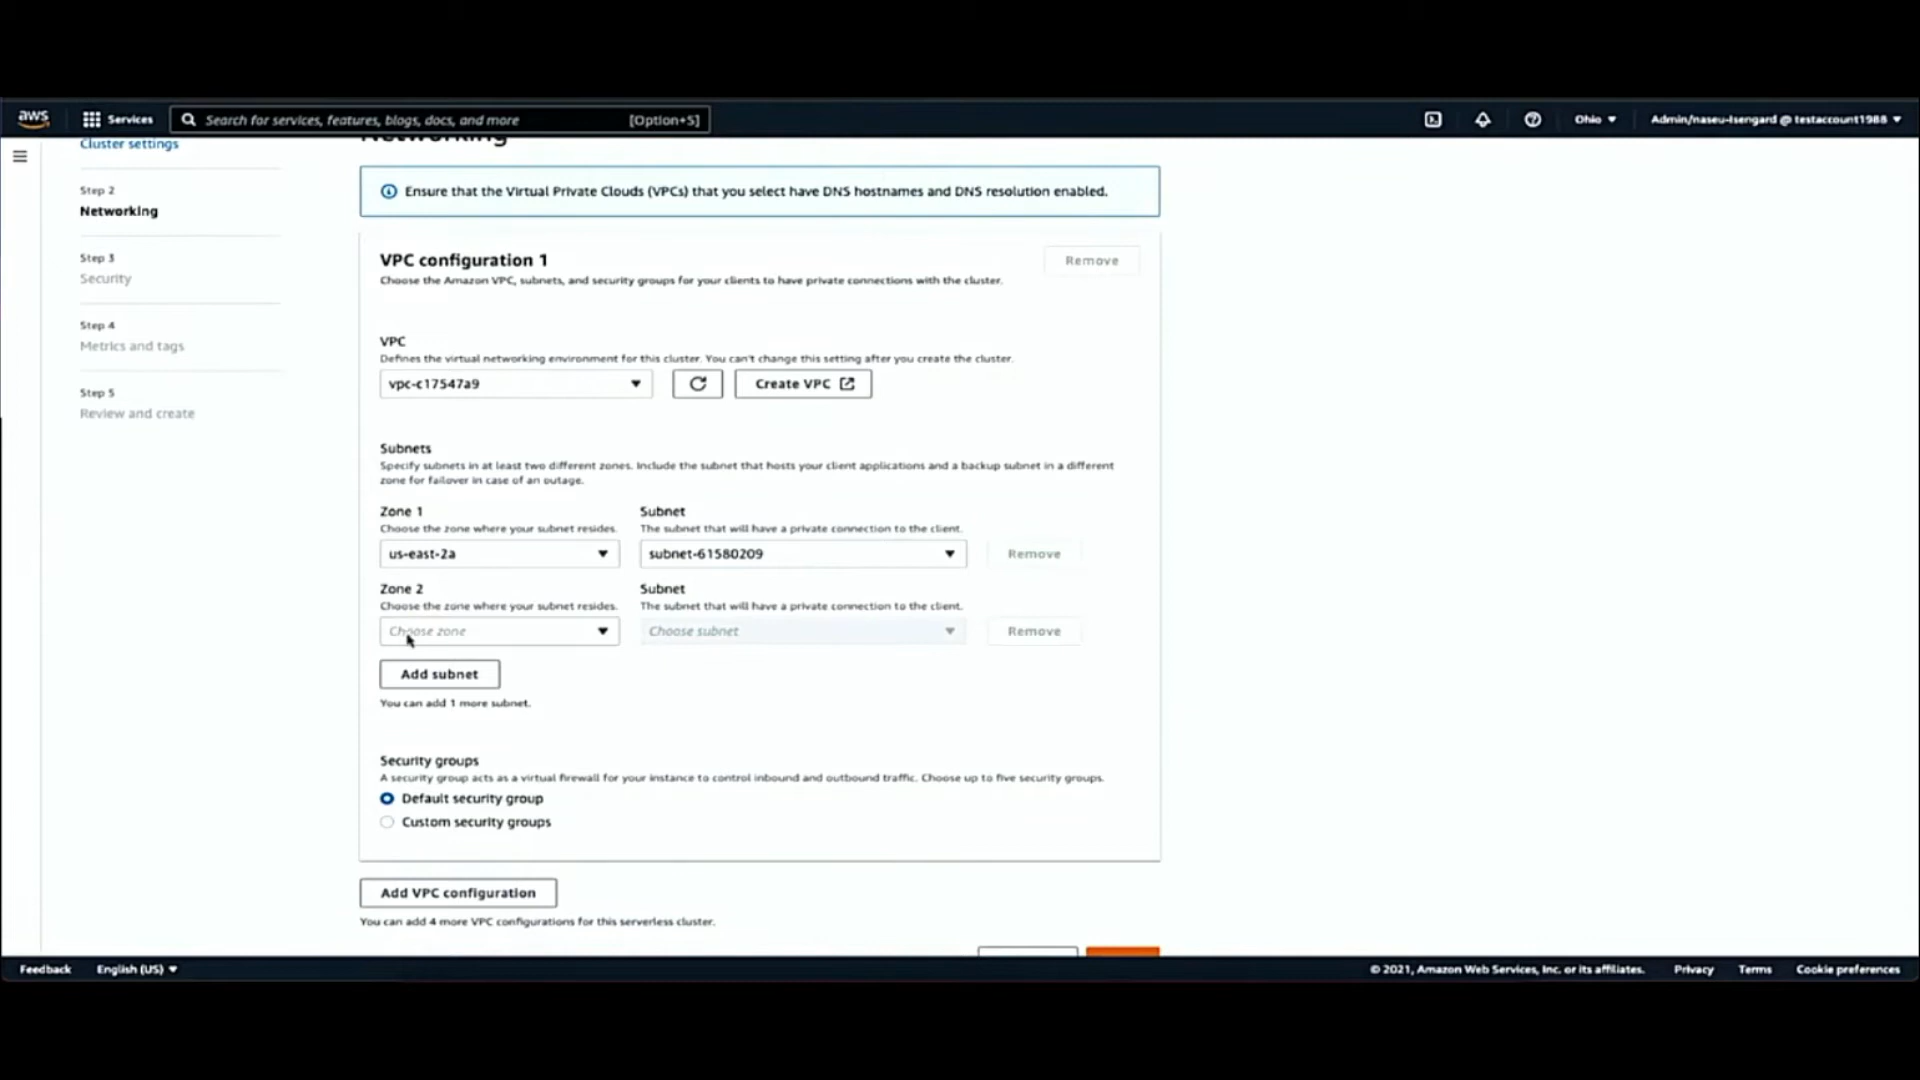 aws
Services
Search for services, features, blogs, docs, and more
[Option+S]
Ohio
Admin/naseu-Isengard @ testaccount1988
Cluster settings
Step 2
Networking
Step 3
Security
Step 4
Metrics and tags
Step 5
Review and create
Networking
Ensure that the Virtual Private Clouds (VPCs) that you select have DNS hostnames and DNS resolution enabled.
VPC configuration 1
Remove
Choose the Amazon VPC, subnets, and security groups for your clients to have private connections with the cluster.
VPC
Defines the virtual networking environment for this cluster. You can't change this setting after you create the cluster.
vpc-c17547a9
Create VPC
Subnets
Specify subnets in at least two different zones. Include the subnet that hosts your client applications and a backup subnet in a different
zone for failover in case of an outage.
Zone 1
Subnet
Choose the zone where your subnet resides.
The subnet that will have a private connection to the client.
us-east-2a
subnet-61580209
Remove
Zone 2
Subnet
Choose the zone where your subnet resides.
The subnet that will have a private connection to the client.
Choose zone
Choose subnet
Remove
Add subnet
You can add 1 more subnet.
Security groups
A security group acts as a virtual firewall for your instance to control inbound and outbound traffic. Choose up to five security groups.
Default security group
Custom security groups
Add VPC configuration
You can add 4 more VPC configurations for this serverless cluster.
Feedback
English (US)
© 2021, Amazon Web Services, Inc. or its affiliates.
Privacy
Terms
Cookie preferences